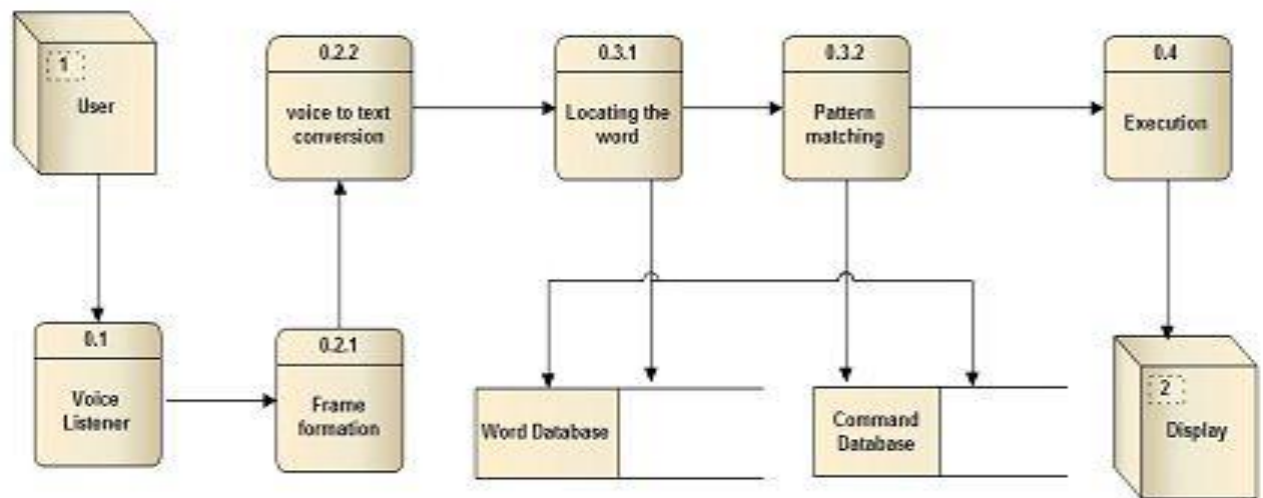 1
User
0.2.2
voice to text
conversion
0.3.1
Locating the
word
0.3.2
Pattern
matching
0.4
Execution
0.1
Voice
Listener
0.2.1
Frame
formation
Word Database
Command
Database
2
Display